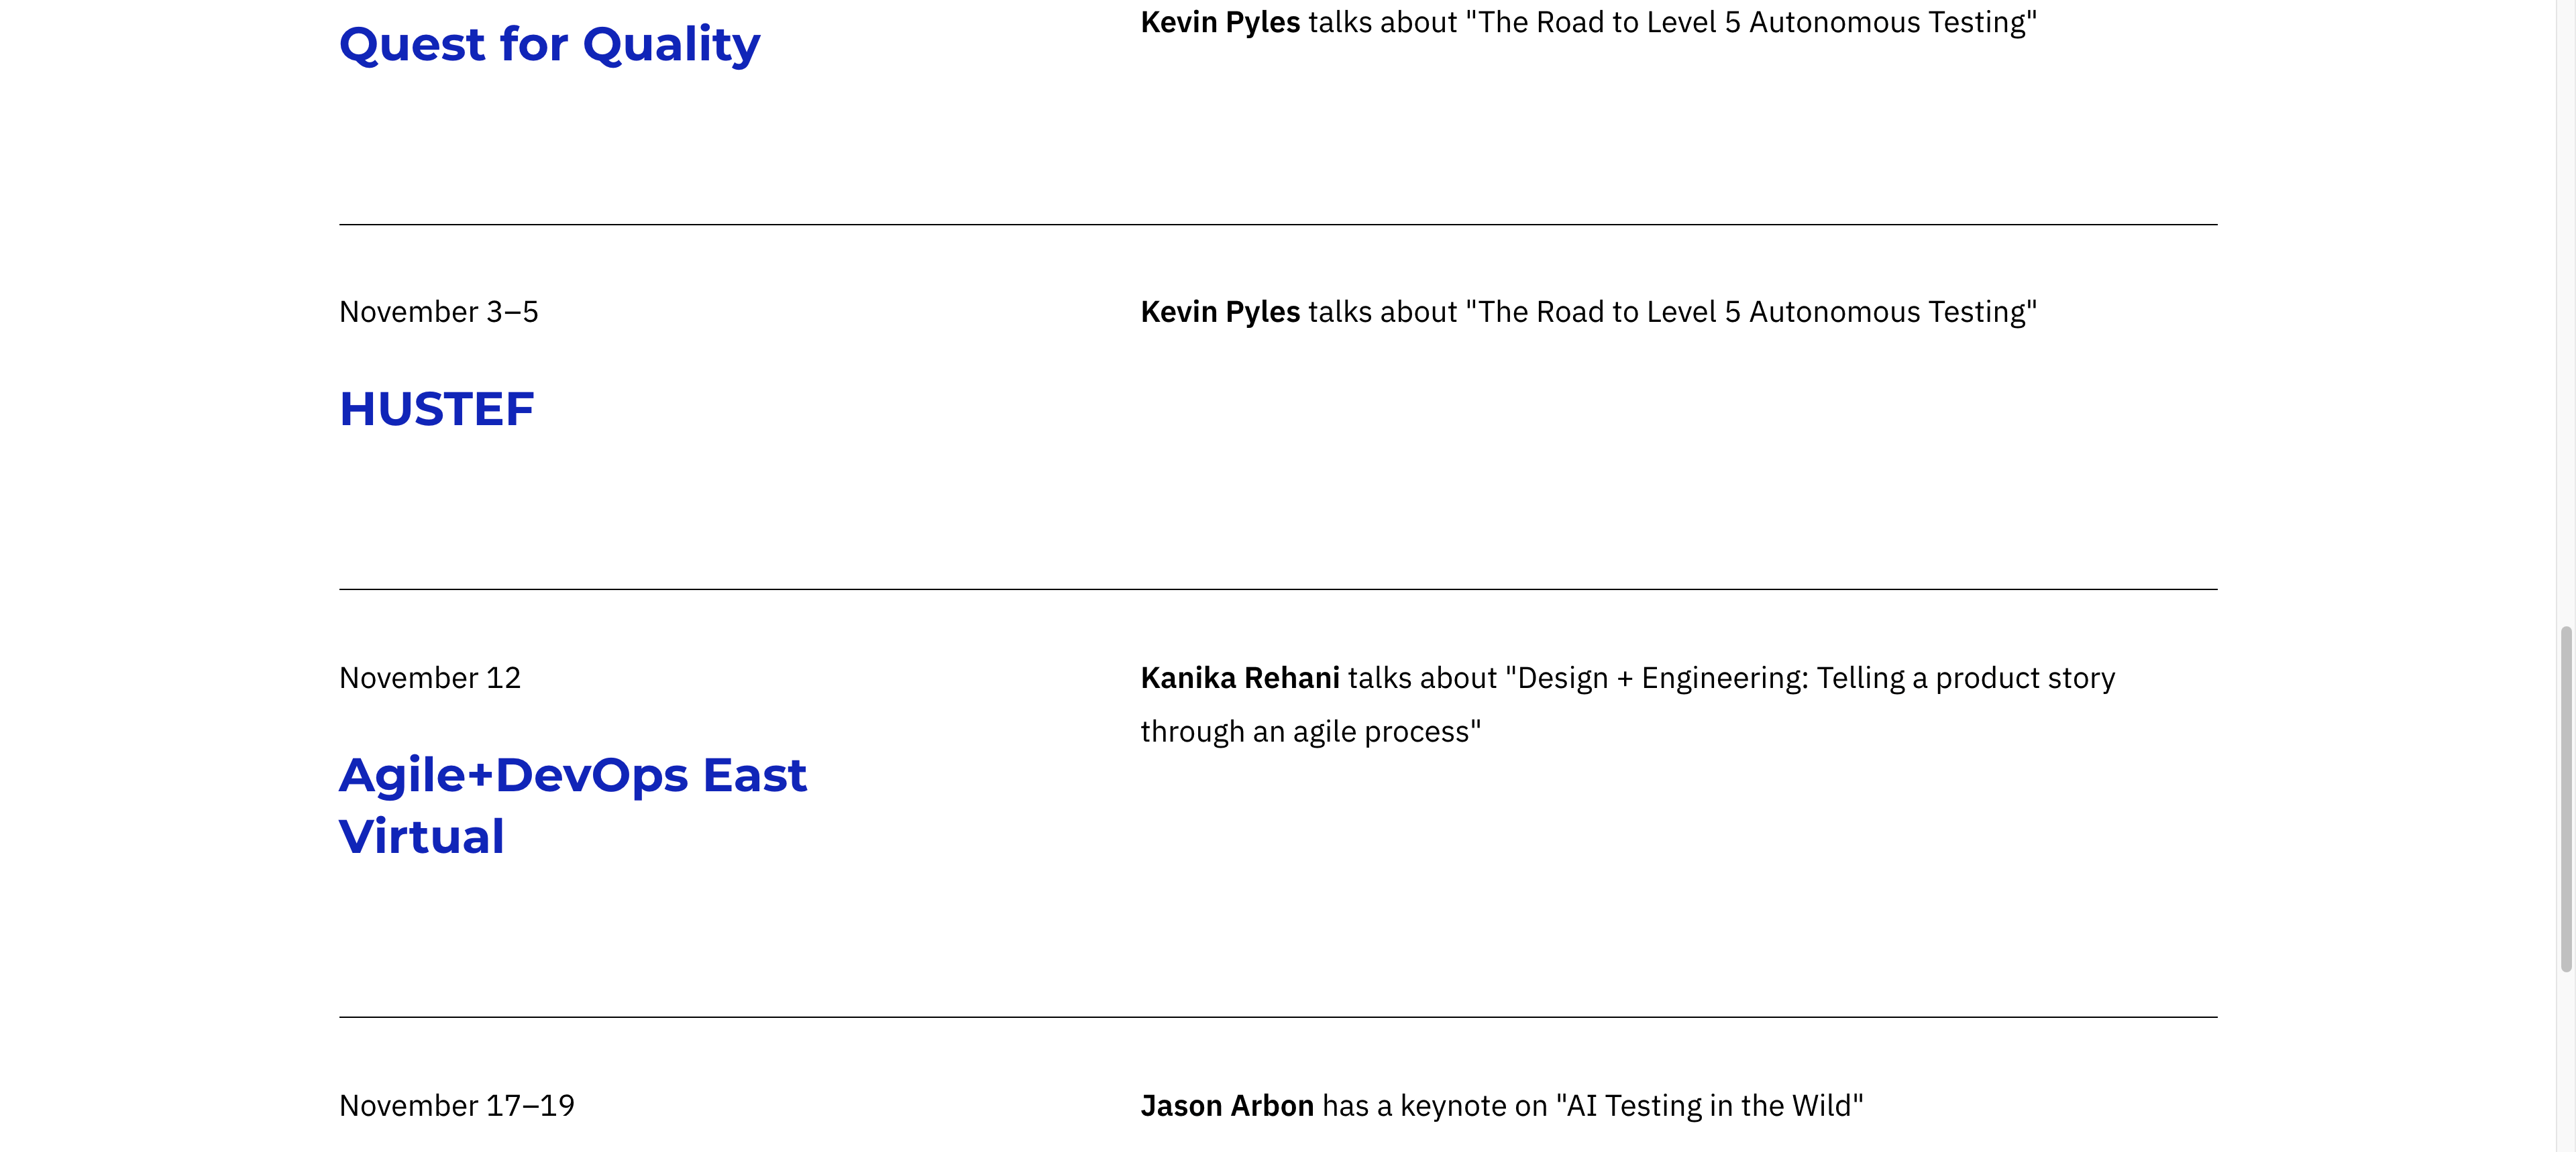 Quest for Quality
Kevin Pyles talks about "The Road to Level 5 Autonomous Testing"
November 3–5
HUSTEF
Kevin Pyles talks about "The Road to Level 5 Autonomous Testing"
November 12
Agile+DevOps East
Virtual
Kanika Rehani talks about "Design + Engineering: Telling a product story
through an agile process"
November 17–19
Jason Arbon has a keynote on "AI Testing in the Wild"